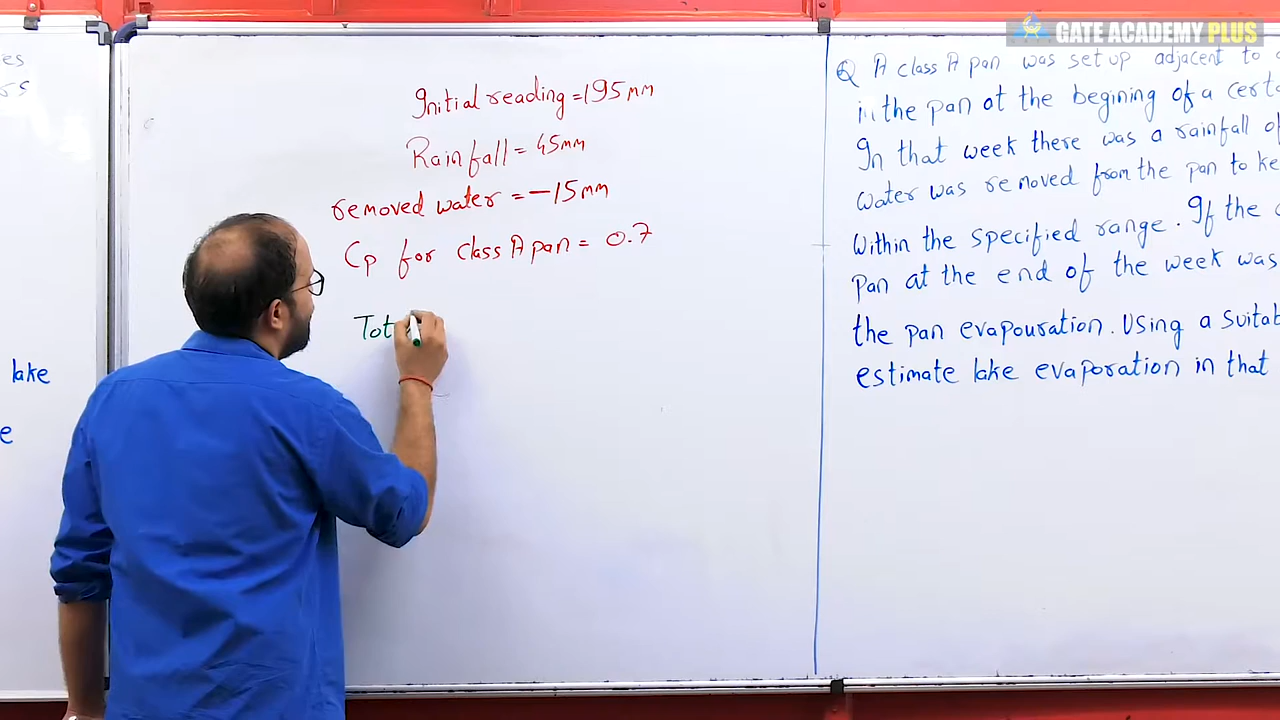 GATE ACADEMY PLUS
es
rs
lake
e
Initial reading = 195 mm
Rainfall = 45mm
removed water = -15 mm
Cp for class A pan = 0.7
Tot
Q A class A pan was set up adjacent to a
in the pan at the begining of a certa
In that week there was a rainfall of
water was removed from the pan to ke
within the specified range. If the
Pan at the end of the week was
the pan evapouration. Using a suitab
estimate lake evaporation in that